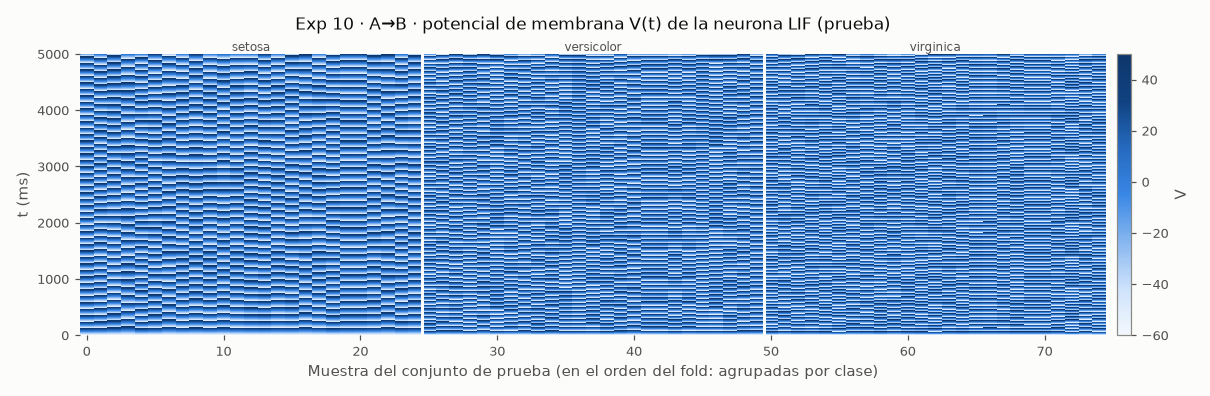 Exp 10 · A→B · potencial de membrana V(t) de la neurona LIF (prueba)
setosa
versicolor
virginica
5000
4000
3000
2000
1000
0
t (ms)
0
10
20
30
40
50
60
70
Muestra del conjunto de prueba (en el orden del fold: agrupadas por clase)
40
20
0
−20
−40
−60
V